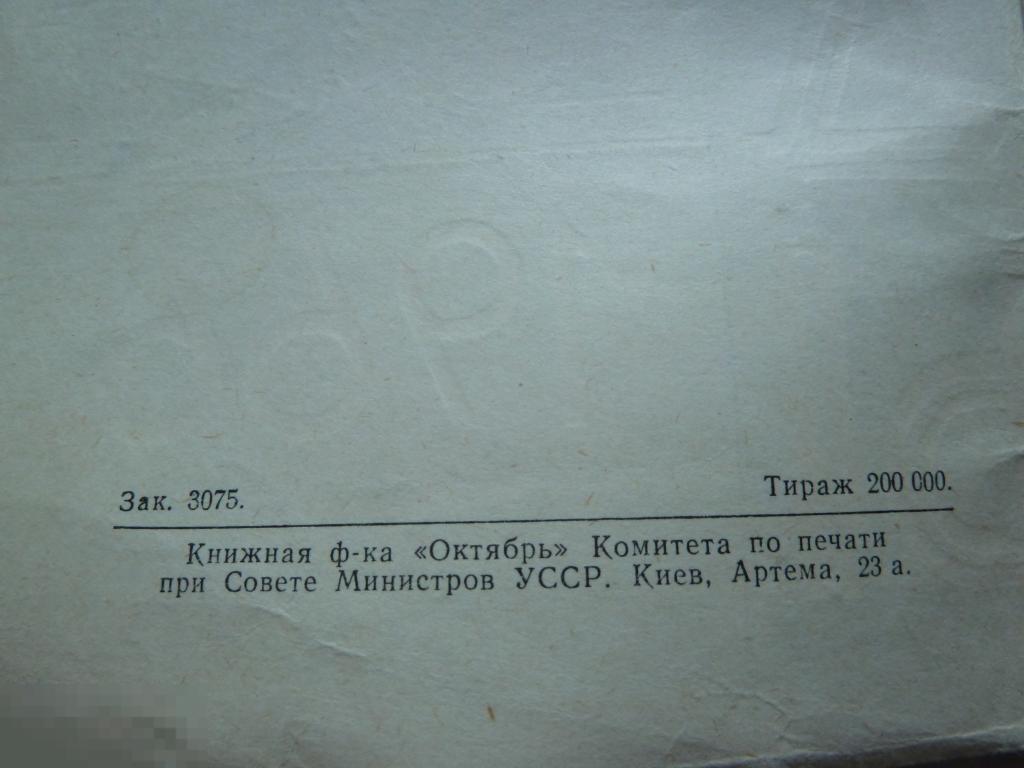 Зак. 3075. Тираж 200 000.
Книжная ф-ка «Октябрь» Комитета по печати
при Совете Министров УССР. Киев, Артема, 23 а.